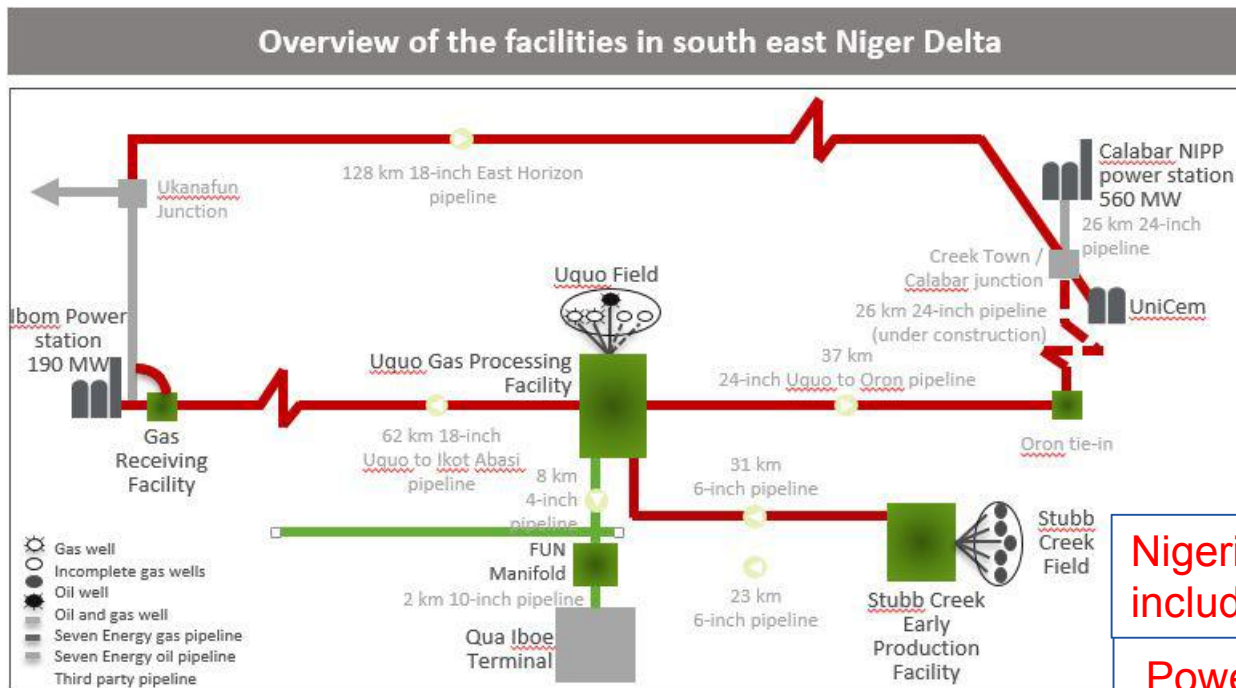 Overview of the facilities in south east Niger Delta
128 km 18-inch East Horizon
pipeline
Ukanafun
Junction
Calabar NIPP
power station
560 MW
26 km 24-inch
pipeline
Creek Town /
Calabar junction
UniCem
26 km 24-inch pipeline
(under construction)
Uquo Field
Ibom Power
station
190 MW
Uquo Gas Processing
Facility
37 km
24-inch Uquo to Oron pipeline
Gas
Receiving
Facility
62 km 18-inch
Uquo to Ikot Abasi
pipeline
Oron tie-in
8 km
4-inch
pipeline
31 km
6-inch pipeline
Stubb
Creek
Field
FUN
Manifold
2 km 10-inch pipeline
23 km
6-inch pipeline
Qua Iboe
Terminal
Stubb Creek
Early
Production
Facility
Gas well
Incomplete gas wells
Oil well
Oil and gas well
Seven Energy gas pipeline
Seven Energy oil pipeline
Third party pipeline
Nigeri
includ
Powe